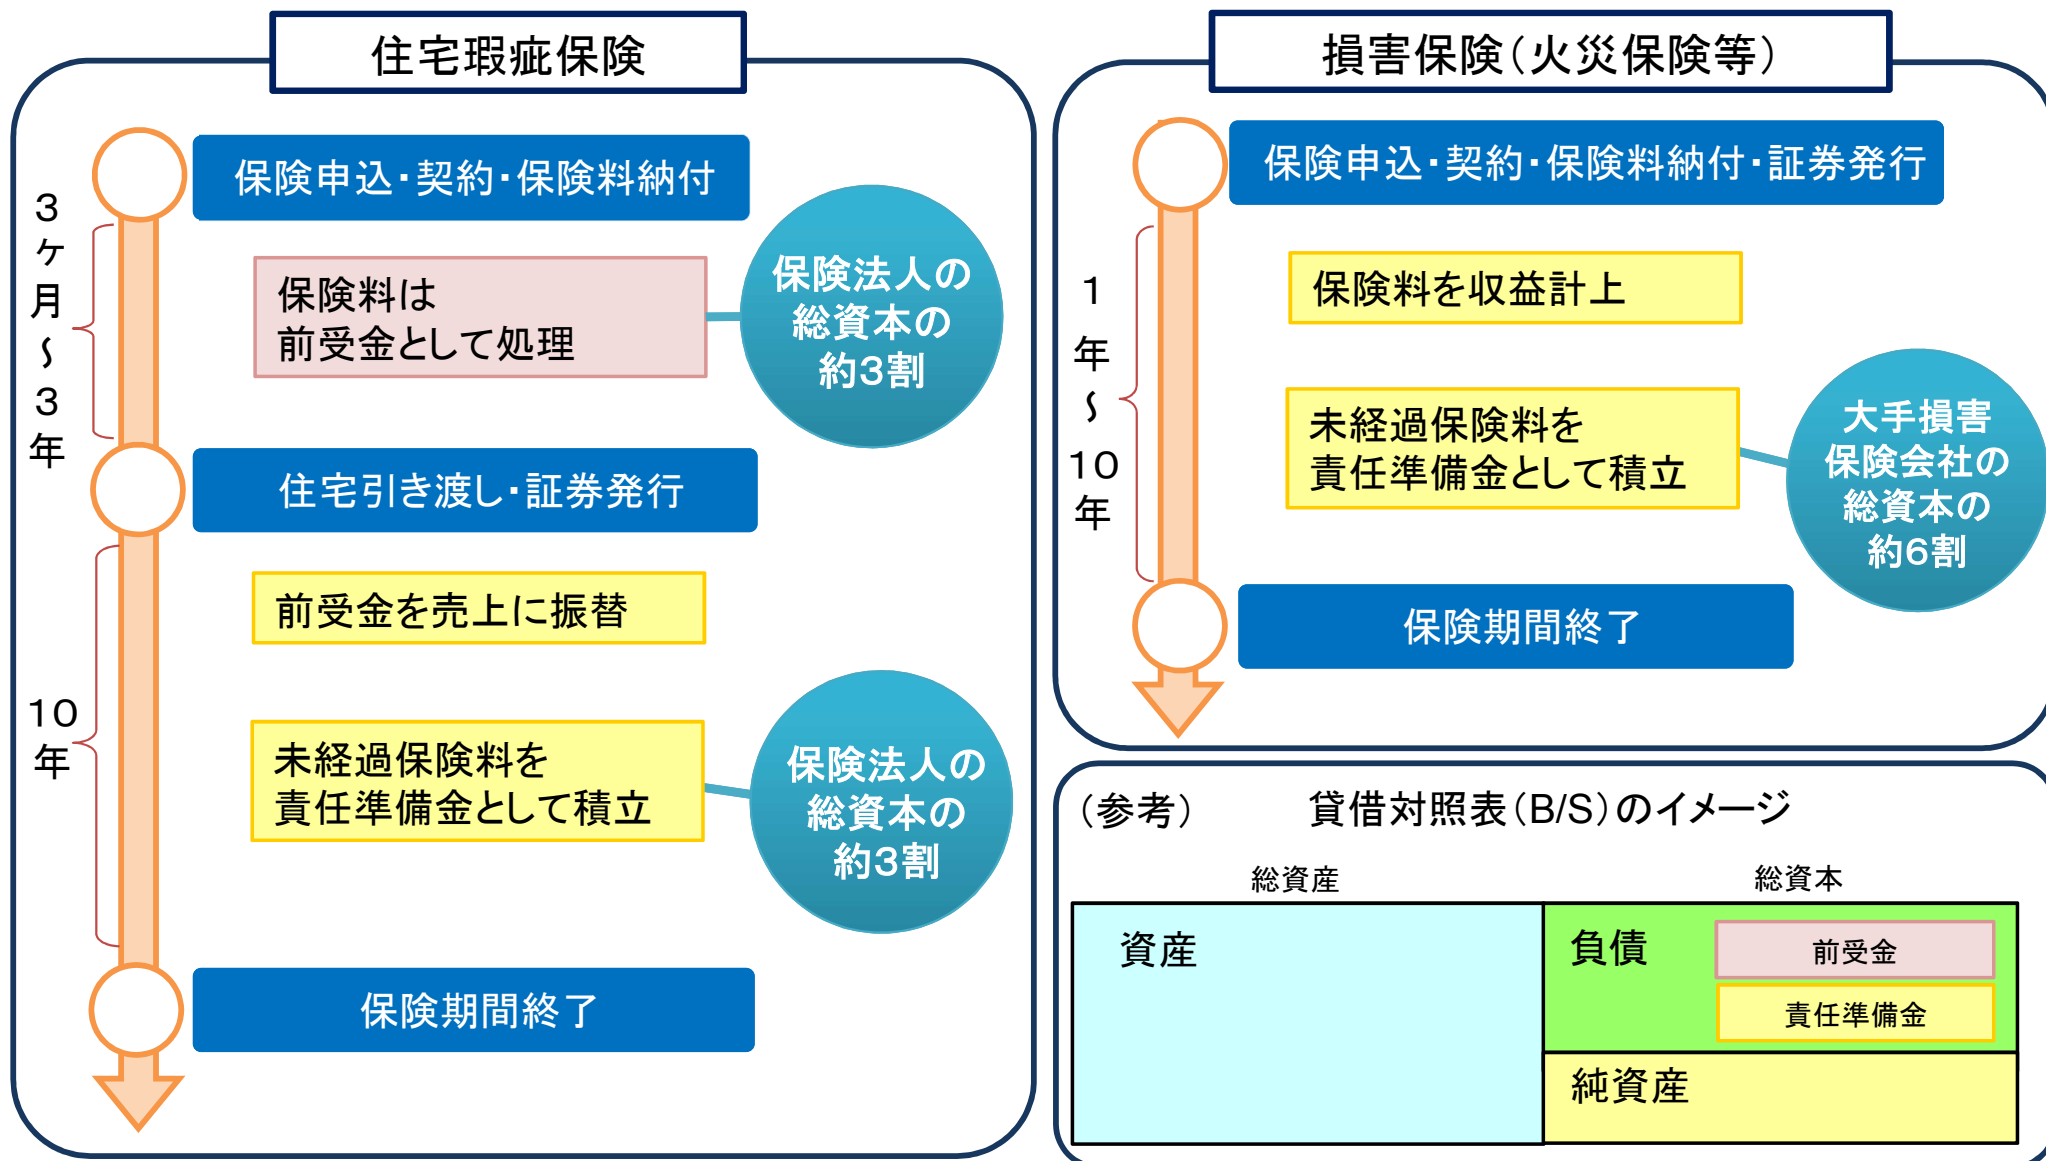 住宅瑕疵保険
保険申込・契約・保険料納付
3
ヶ
月
～
3
年
保険料は
前受金として処理
保険法人の
総資本の
約3割
住宅引き渡し・証券発行
10
年
前受金を売上に振替
未経過保険料を
責任準備金として積立
保険法人の
総資本の
約3割
保険期間終了
損害保険（火災保険等）
保険申込・契約・保険料納付・証券発行
1
年
～
10
年
保険料を収益計上
未経過保険料を
責任準備金として積立
大手損害
保険会社の
総資本の
約6割
保険期間終了
（参考） 貸借対照表（B/S）のイメージ
総資産 総資本
資産
負債
前受金
責任準備金
純資産